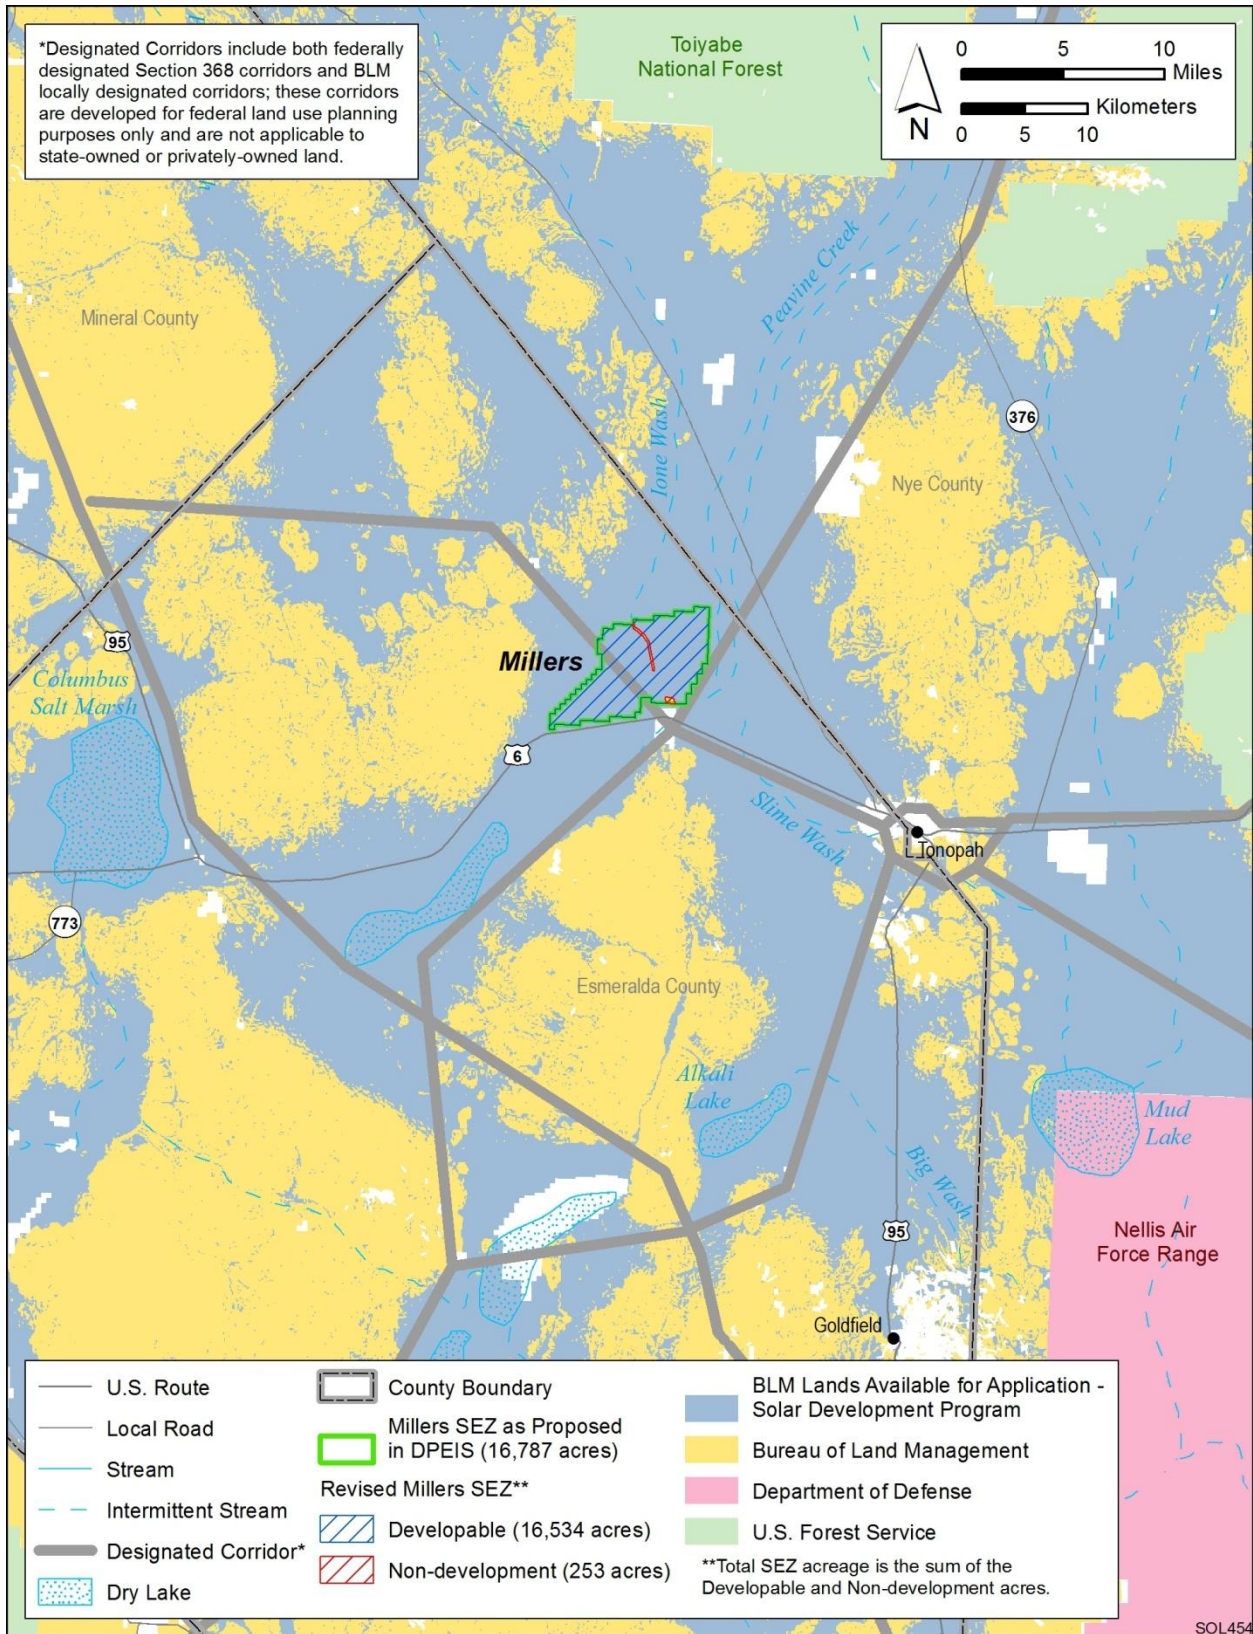 *Designated Corridors include both federally
designated Section 368 corridors and BLM
locally designated corridors; these corridors
are developed for federal land use planning
purposes only and are not applicable to
state-owned or privately-owned land.
Toiyabe
National Forest
N
0 5 10
Miles
Kilometers
0 5 10
Peavine Creek
Mineral County
376
Ione Wash
Nye County
95
Millers
Columbus
Salt Marsh
6
Slime Wash
Tonopah
773
Esmeralda County
Alkali
Lake
Mud
Lake
Big Wash
95
Nellis Air
Force Range
Goldfield
U.S. Route
Local Road
Stream
Intermittent Stream
Designated Corridor*
Dry Lake
County Boundary
Millers SEZ as Proposed
in DPEIS (16,787 acres)
Revised Millers SEZ**
Developable (16,534 acres)
Non-development (253 acres)
BLM Lands Available for Application -
Solar Development Program
Bureau of Land Management
Department of Defense
U.S. Forest Service
**Total SEZ acreage is the sum of the
Developable and Non-development acres.
SOL454